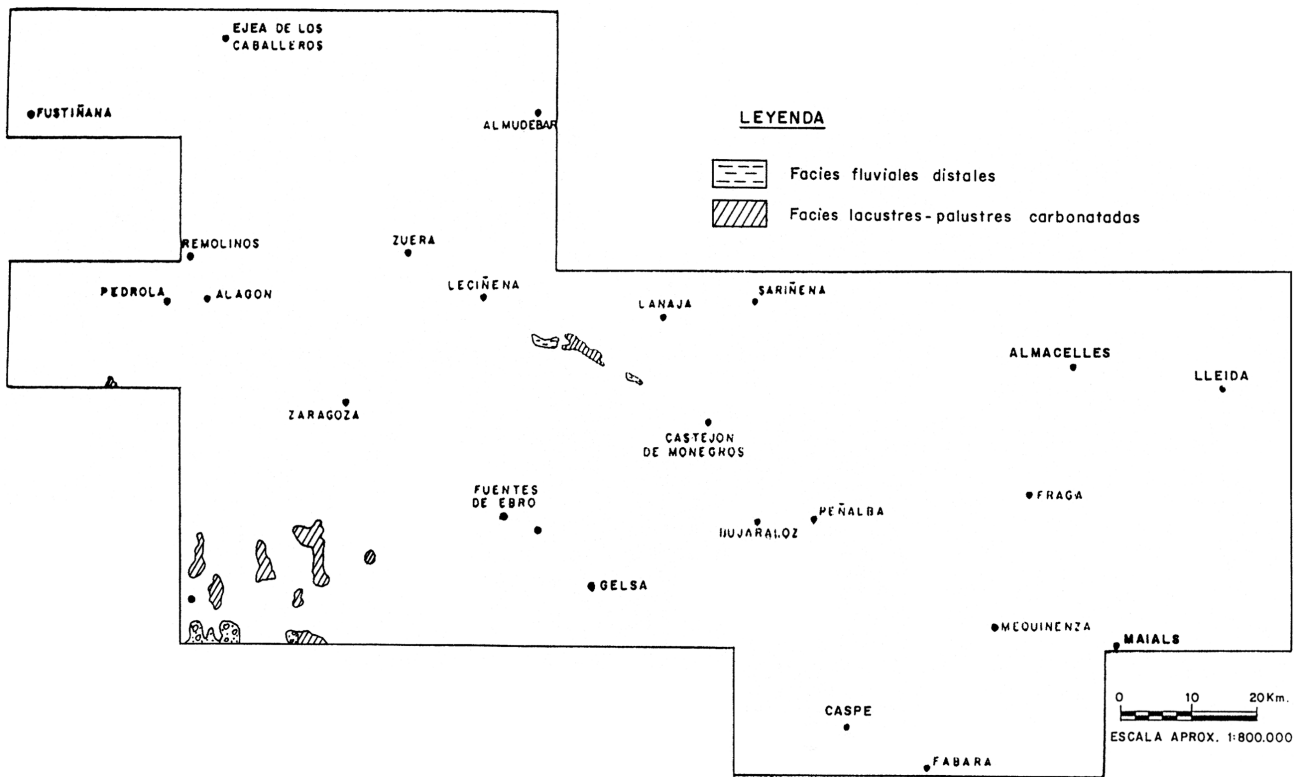 EJEA DE LOS
CABALLEROS
FUSTIÑANA
ALMUDEBAR
LEYENDA
Facies fluviales distales
Facies lacustres-palustres carbonatadas
REMOLINOS
ZUERA
PEDROLA
ALAGON
LECIÑENA
LANAJA
SARIÑENA
ALMACELLES
LLEIDA
ZARAGOZA
CASTEJON
DE MONEGROS
FUENTES
DE EBRO
FRAGA
BUJARALOZ
PEÑALBA
GELSA
MEQUINENZA
MAIALS
0 10 20 Km.
CASPE
ESCALA APROX. 1:800.000
FABARA